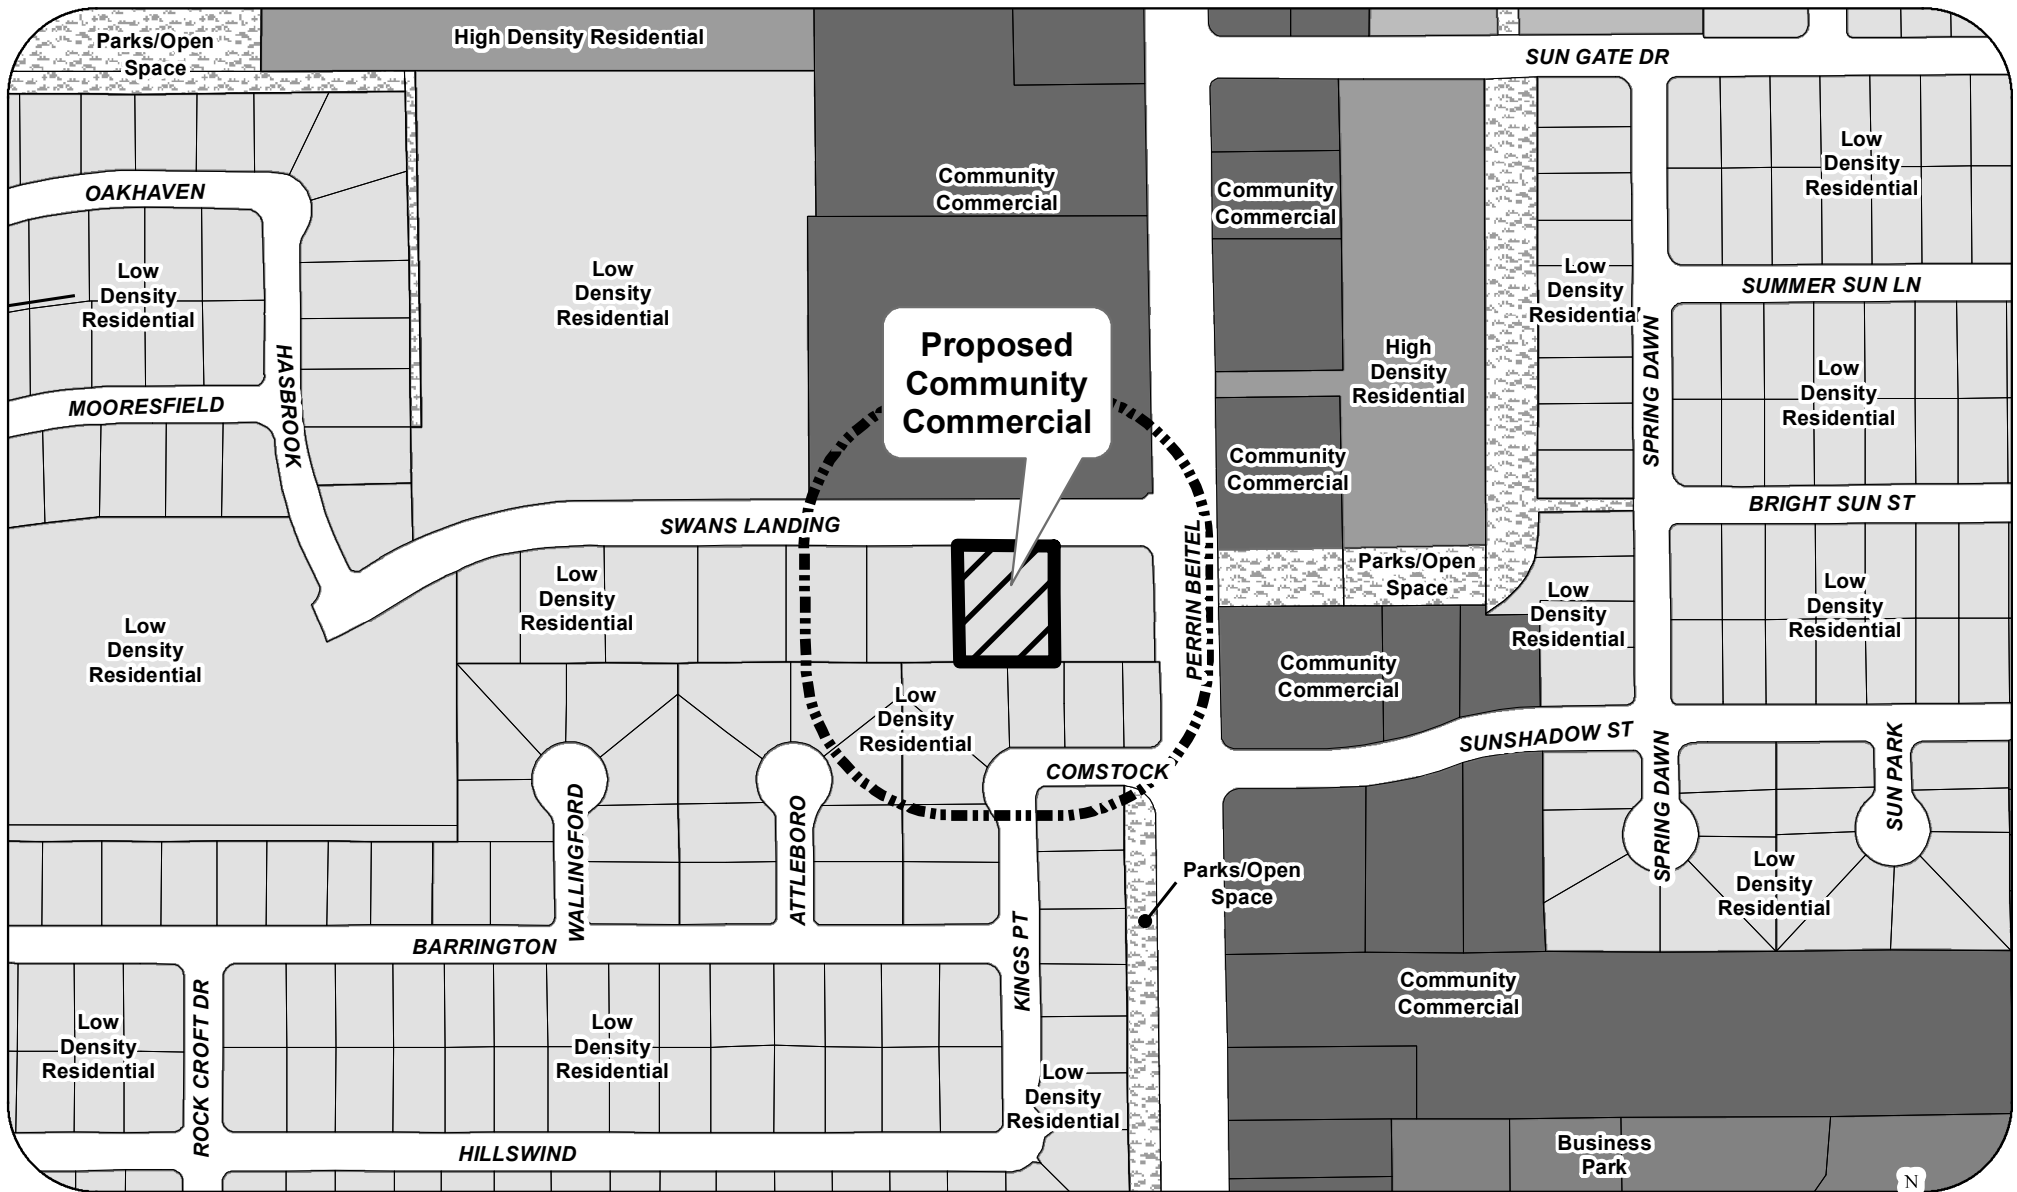 Parks/Open
Space
High Density Residential
SUN GATE DR
Low
Density
Residential
Community
Commercial
Community
Commercial
OAKHAVEN
Low
Density
Residential
Low
Density
Residential
Low
Density
Residential
SUMMER SUN LN
Proposed
Community
Commercial
High
Density
Residential
SPRING DAWN
Low
Density
Residential
HASBROOK
MOORESFIELD
Community
Commercial
BRIGHT SUN ST
SWANS LANDING
PERRIN BEITEL
Parks/Open
Space
Low
Density
Residential
Low
Density
Residential
Low
Density
Residential
Low
Density
Residential
Community
Commercial
Low
Density
Residential
SUNSHADOW ST
COMSTOCK
SPRING DAWN
SUN PARK
WALLINGFORD
ATTLEBORO
Parks/Open
Space
Low
Density
Residential
BARRINGTON
KINGS PT
Community
Commercial
ROCK CROFT DR
Low
Density
Residential
Low
Density
Residential
Low
Density
Residential
HILLSWIND
Business
Park
N